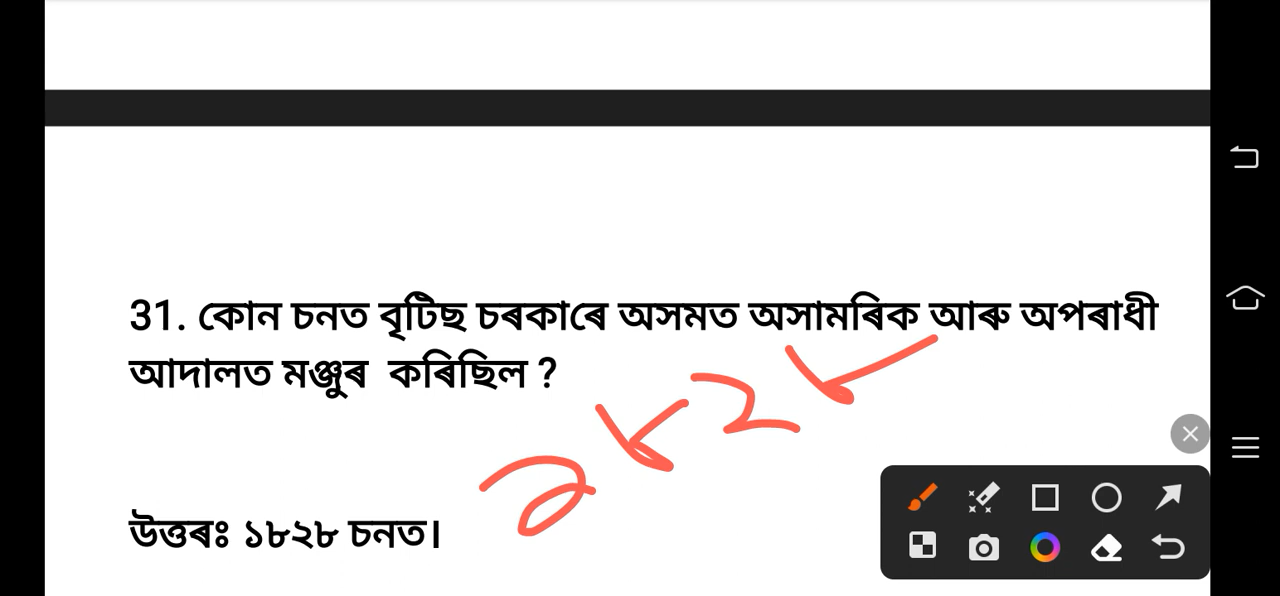 31. কোন চনত বৃটিছ চৰকাৰে অসমত অসামৰিক আৰু অপৰাধী
আদালত মঞ্জুৰ কৰিছিল ?
১৮২৮
উত্তৰঃ ১৮২৮ চনত।